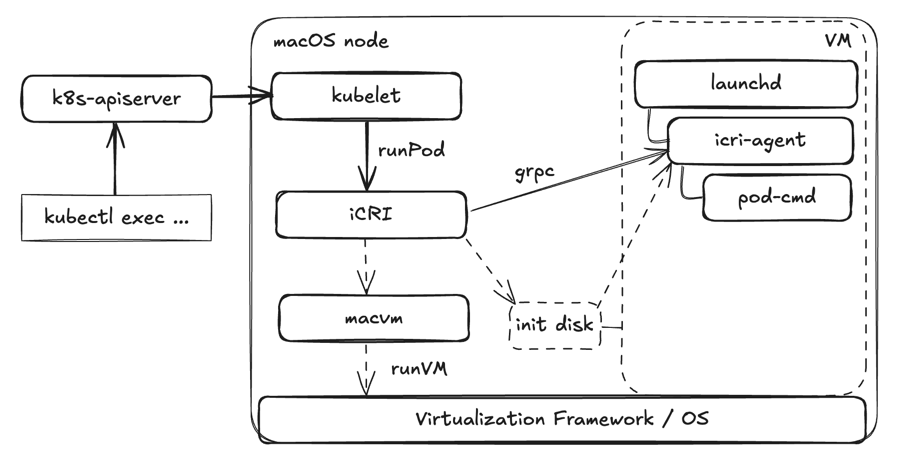 macOS node
VM
k8s-apiserver
kubelet
launchd
runPod
icri-agent
grpc
kubectl exec ...
iCRI
pod-cmd
macvm
init disk
runVM
Virtualization Framework / OS